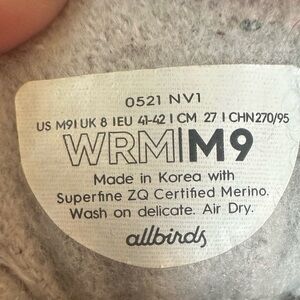 0521 NV1
US M9 | UK 8 | EU 41-42 | CM 27 | CHN270/95
WRM|M9
Made in Korea with
Superfine ZQ Certified Merino.
Wash on delicate. Air Dry.
allbirds